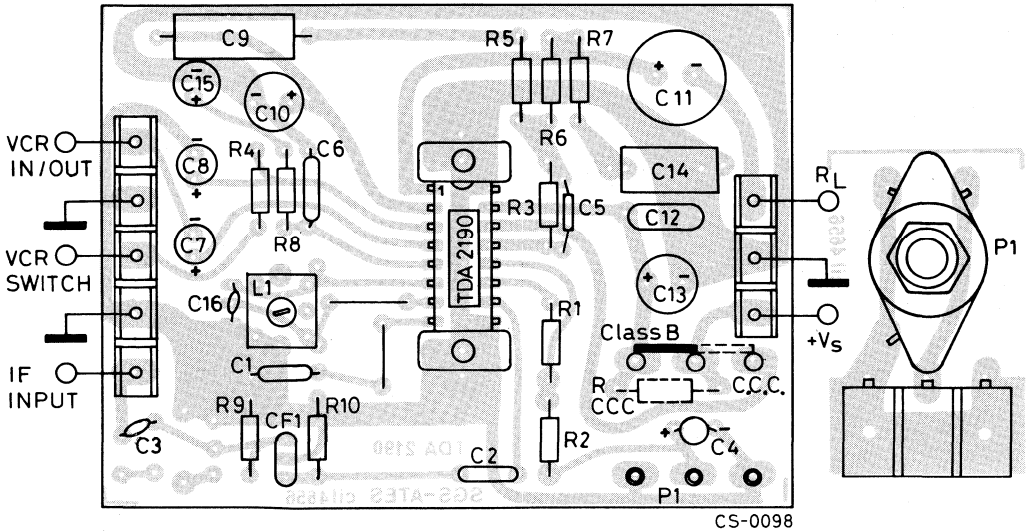 C9
R5
R7
C15
C10
C11
R6
VCR
IN/OUT
R4
C6
C8
C14
RL
R3
C5
C12
1
TDA 2190
C7
R8
P1
VCR
SWITCH
C13
C16
L1
R1
+Vs
Class B
C1
IF
INPUT
R
CCC
C.C.C.
R9
R10
CF1
C3
R2
C4
C2
TDA 2190
P1
SGS-ATES
CS-0098